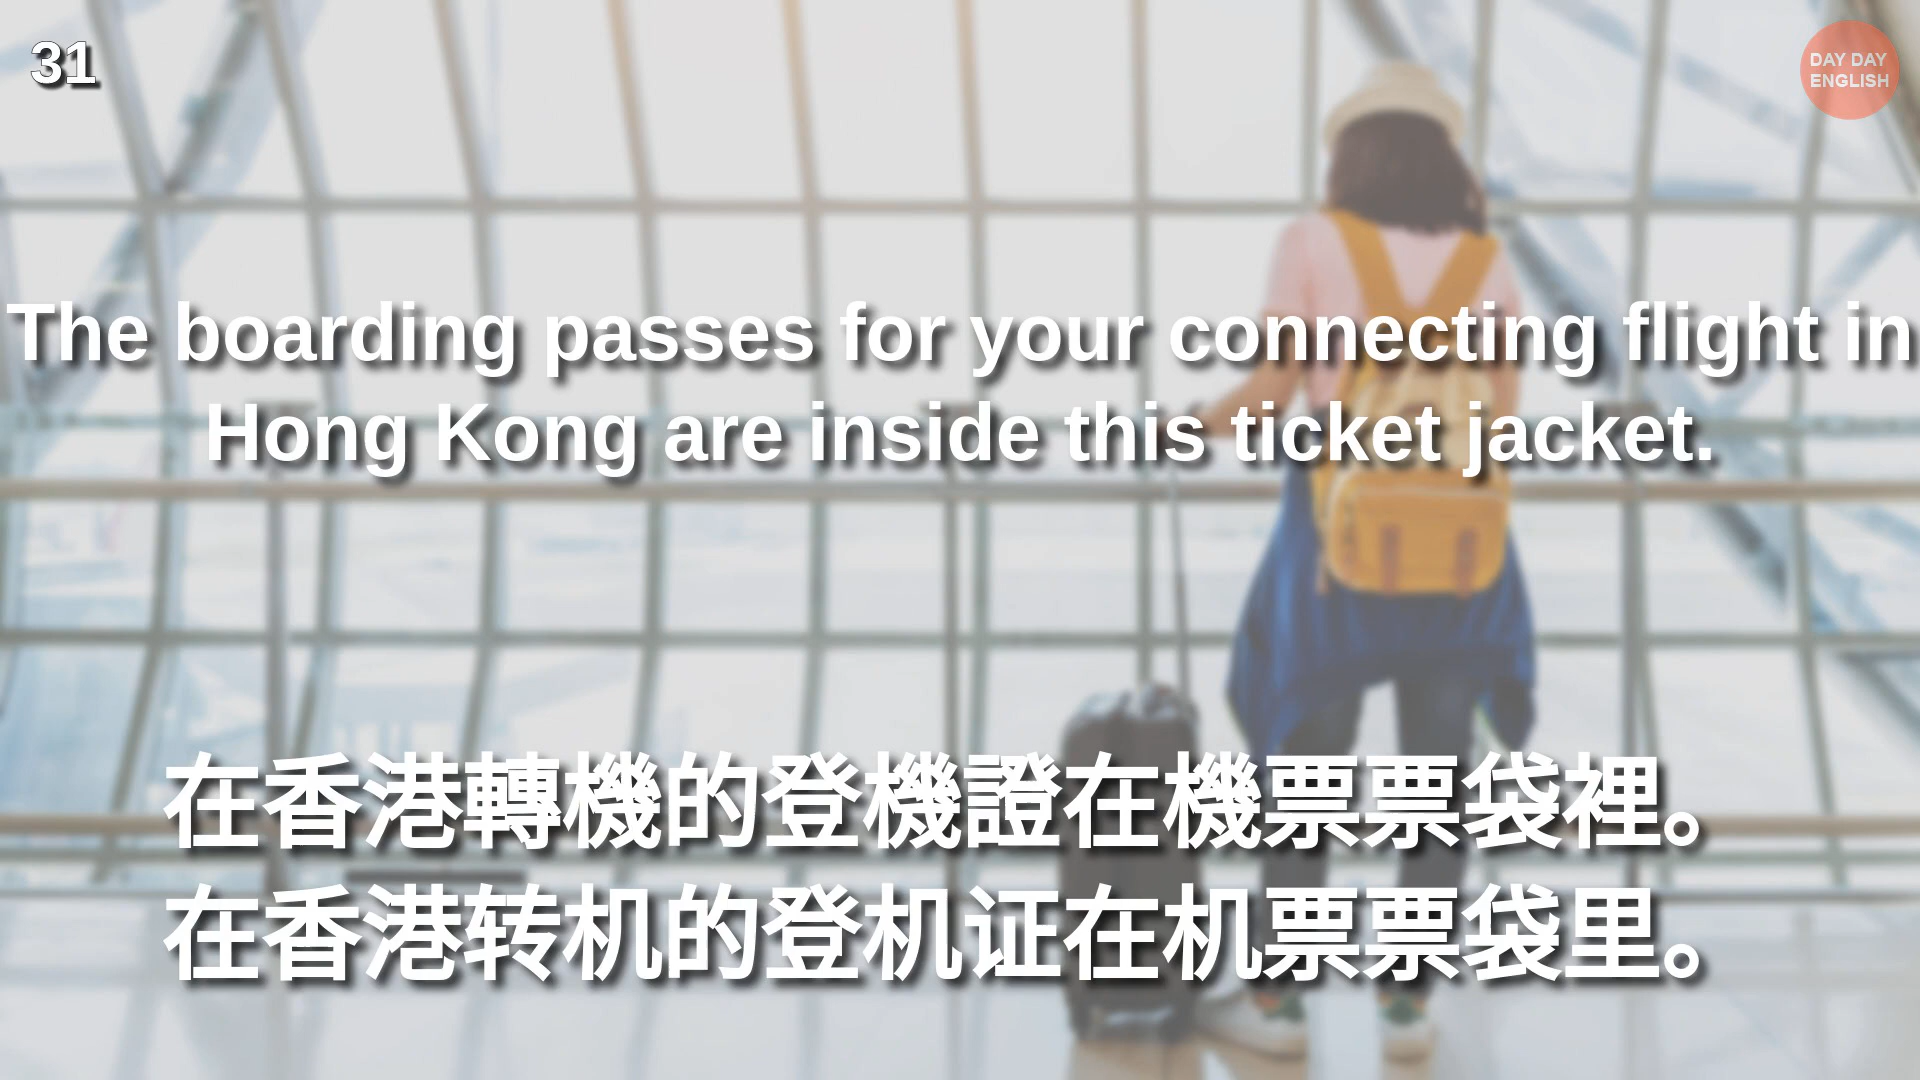 31
DAY DAY
ENGLISH
The boarding passes for your connecting flight in
Hong Kong are inside this ticket jacket.
在香港轉機的登機證在機票票袋裡。
在香港转机的登机证在机票票袋里。